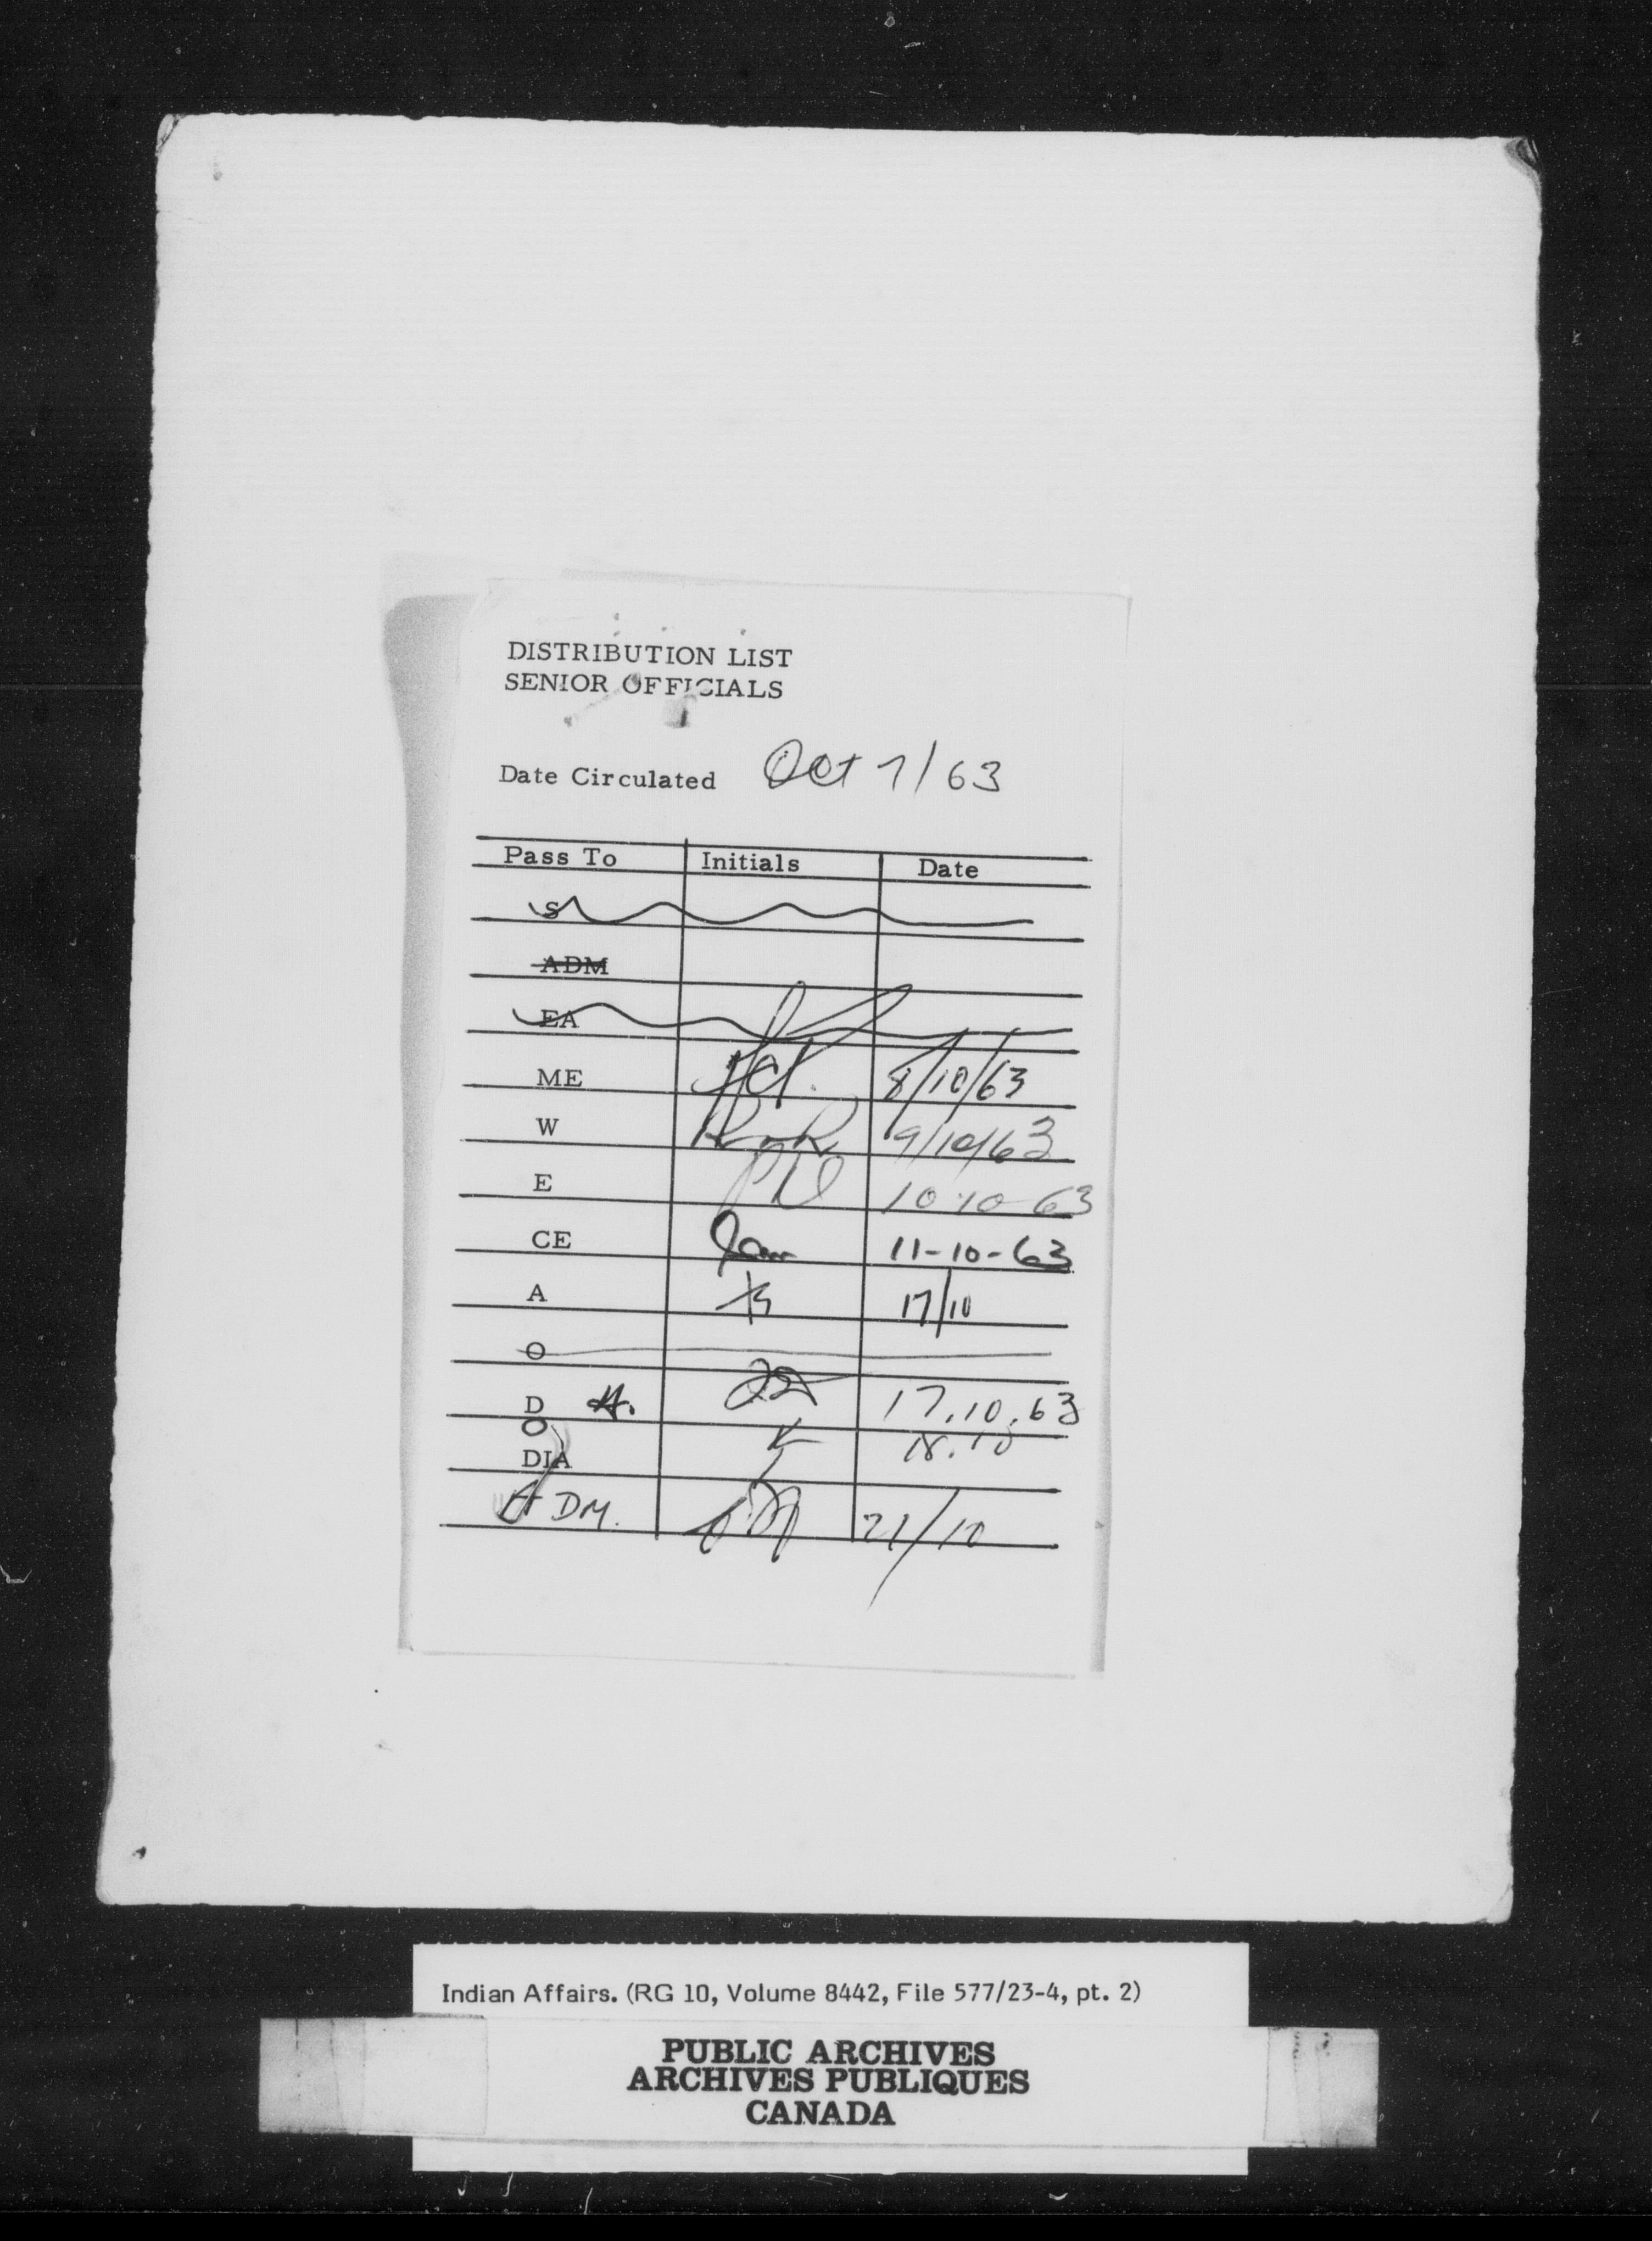 DISTRIBUTION LIST
SENIOR OFFICIALS
Date Circulated Oct 7/63
Pass To Initials Date
S
ADM
EA
ME 8/10/63
W 9/10/63
E 10-10-63
CE 11-10-63
A 17/10
O
D 17.10.63
O 18.10
DIA
ADM. 21/10
Indian Affairs. (RG 10, Volume 8442, File 577/23-4, pt. 2)
PUBLIC ARCHIVES
ARCHIVES PUBLIQUES
CANADA